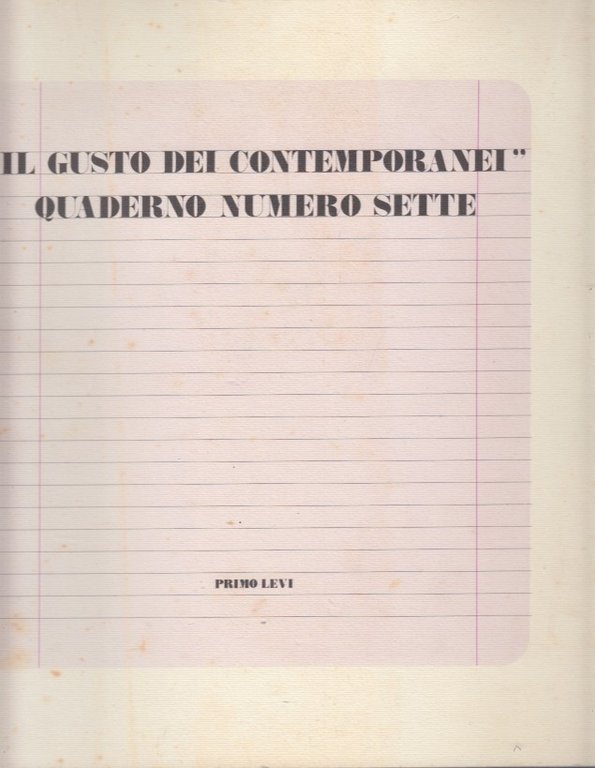 IL GUSTO DEI CONTEMPORANEI”
QUADERNO NUMERO SETTE
PRIMO LEVI